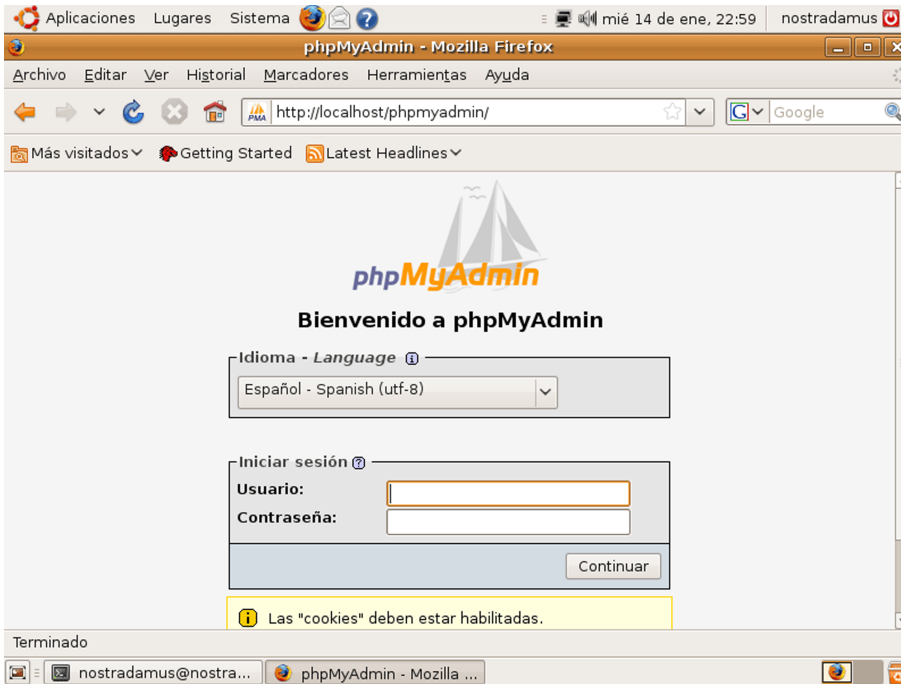 Aplicaciones Lugares Sistema mié 14 de ene, 22:59 nostradamus
phpMyAdmin - Mozilla Firefox
Archivo Editar Ver Historial Marcadores Herramientas Ayuda
PMA http://localhost/phpmyadmin/ G Google
Más visitados Getting Started Latest Headlines
phpMyAdmin
Bienvenido a phpMyAdmin
Idioma - Language
Español - Spanish (utf-8)
Iniciar sesión
Usuario:
Contraseña:
Continuar
Las "cookies" deben estar habilitadas.
Terminado
nostradamus@nostra... phpMyAdmin - Mozilla ...